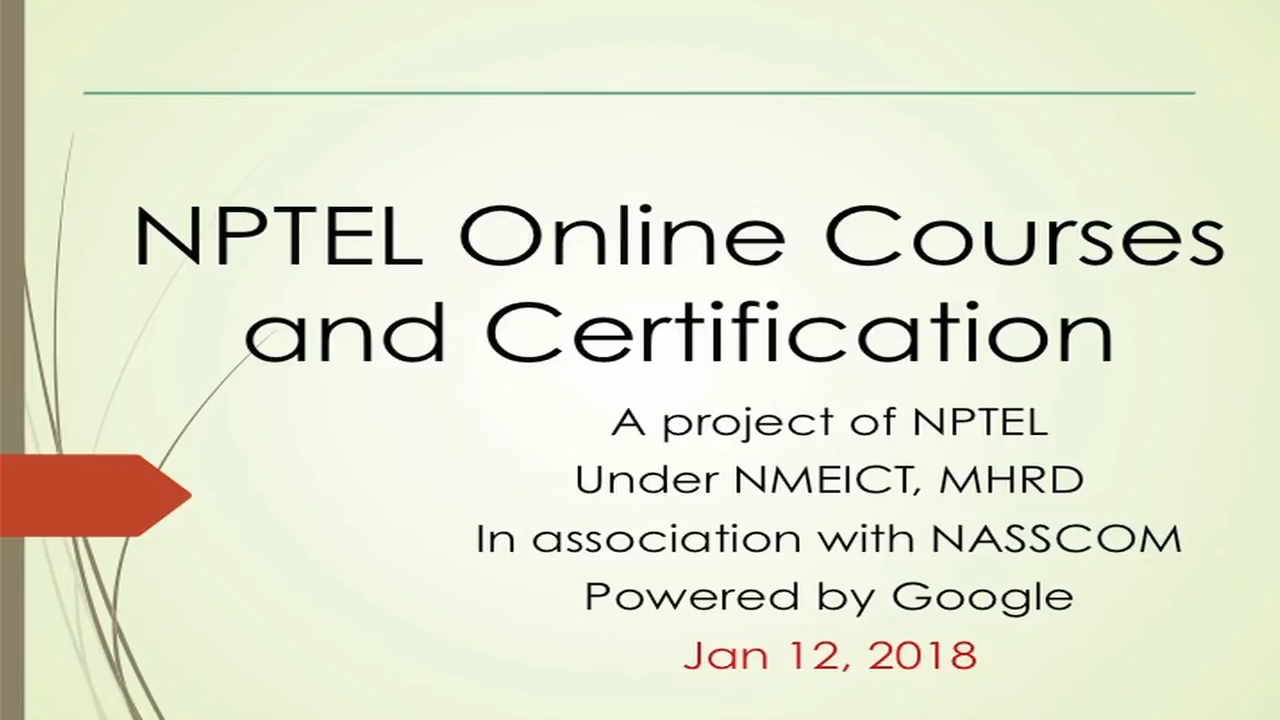 NPTEL Online Courses
and Certification
A project of NPTEL
Under NMEICT, MHRD
In association with NASSCOM
Powered by Google
Jan 12, 2018